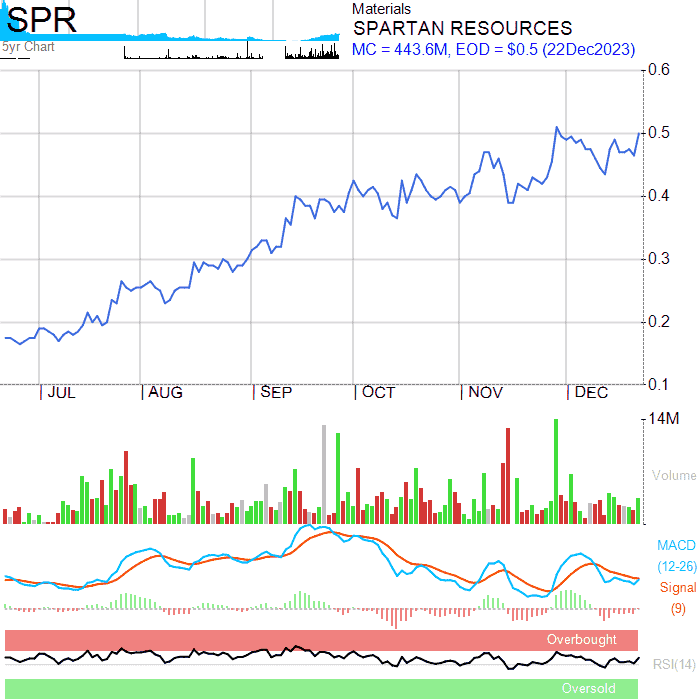 SPR
5yr Chart
Materials
SPARTAN RESOURCES
MC = 443.6M, EOD = $0.5 (22Dec2023)
0.6
0.5
0.4
0.3
0.2
0.1
JUL AUG SEP OCT NOV DEC
14M
Volume
MACD
(12-26)
Signal
(9)
Overbought
RSI(14)
Oversold